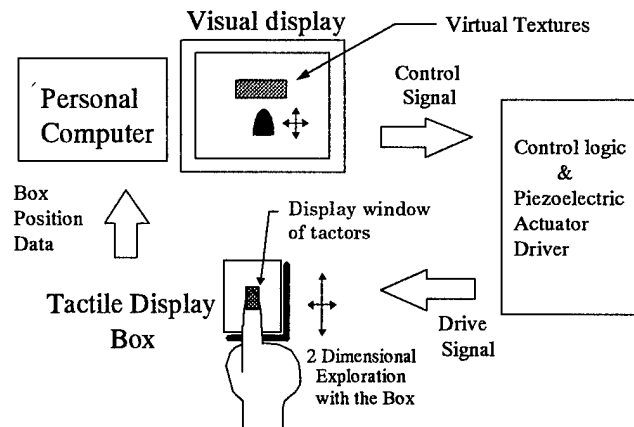 Visual display
Virtual Textures
Personal
Computer
Control
Signal
Control logic
&
Piezoelectric
Actuator
Driver
Box
Position
Data
Display window
of tactors
Tactile Display
Box
Drive
Signal
2 Dimensional
Exploration
with the Box